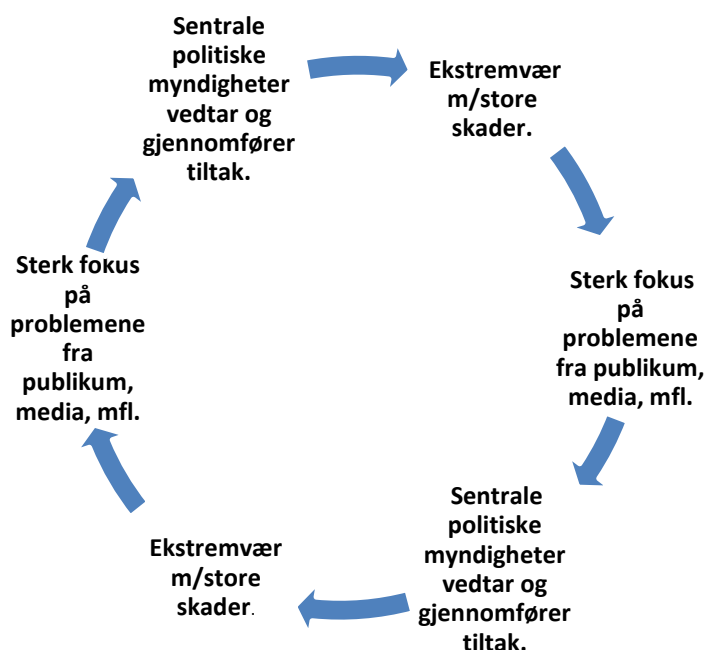 Sentrale
politiske
myndigheter
vedtar og
gjennomfører
tiltak.
Ekstremvær
m/store
skader.
Sterk fokus
på
problemene
fra publikum,
media, mfl.
Sentrale
politiske
myndigheter
vedtar og
gjennomfører
tiltak.
Ekstremvær
m/store
skader.
Sterk fokus
på
problemene
fra
publikum,
media, mfl.